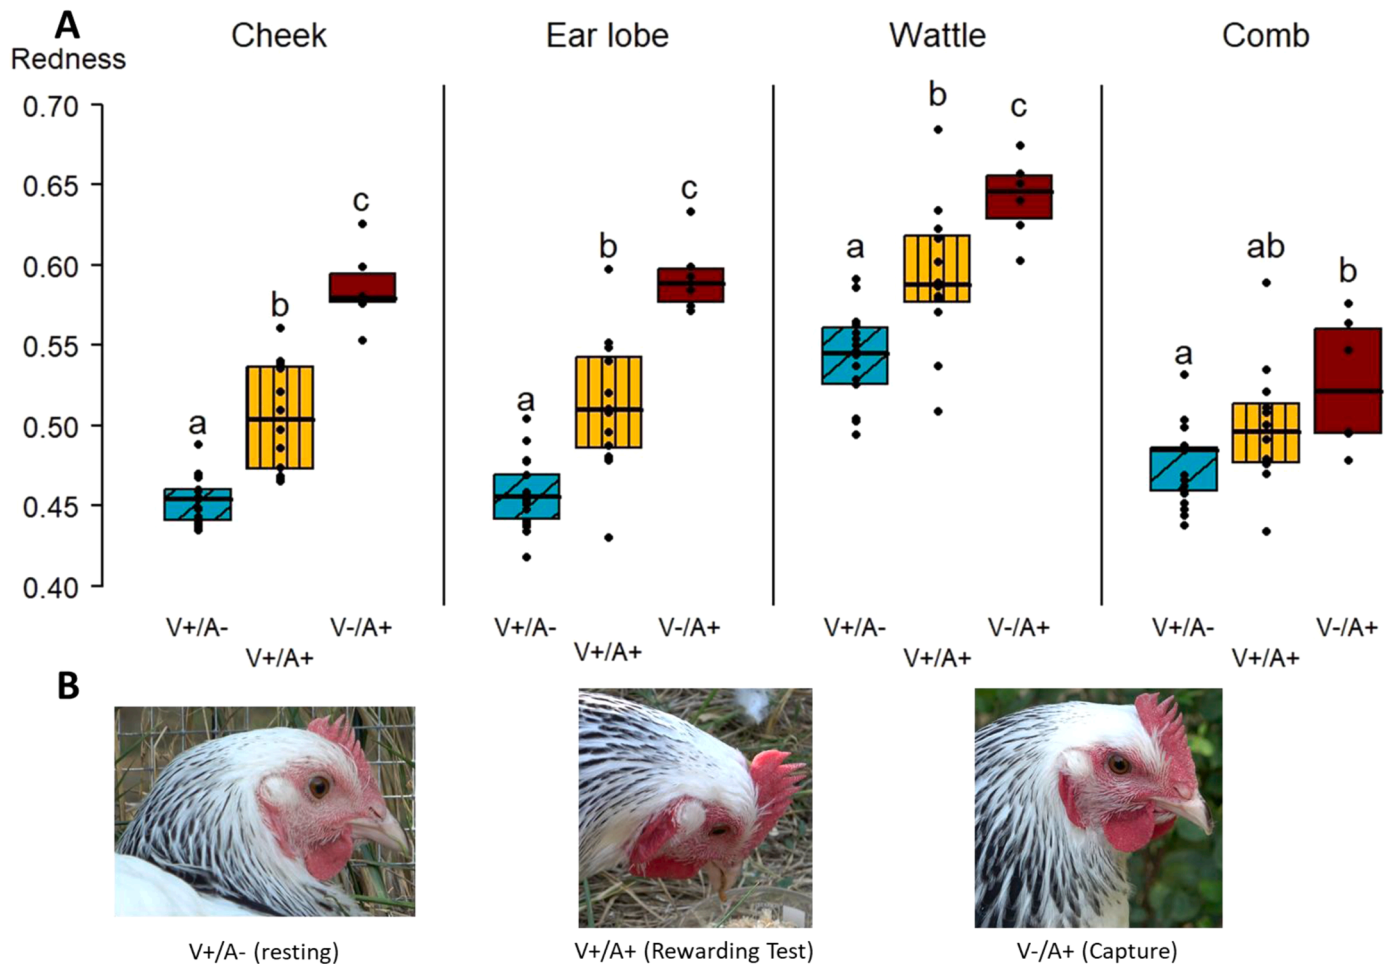 A
Cheek Ear lobe Wattle Comb
Redness
0.70
0.65
0.60
0.55
0.50
0.45
0.40
a b c
a b c
a b c
a ab b
V+/A- V-/A+ V+/A- V-/A+ V+/A- V-/A+ V+/A- V-/A+
V+/A+ V+/A+ V+/A+ V+/A+
B
V+/A- (resting) V+/A+ (Rewarding Test) V-/A+ (Capture)